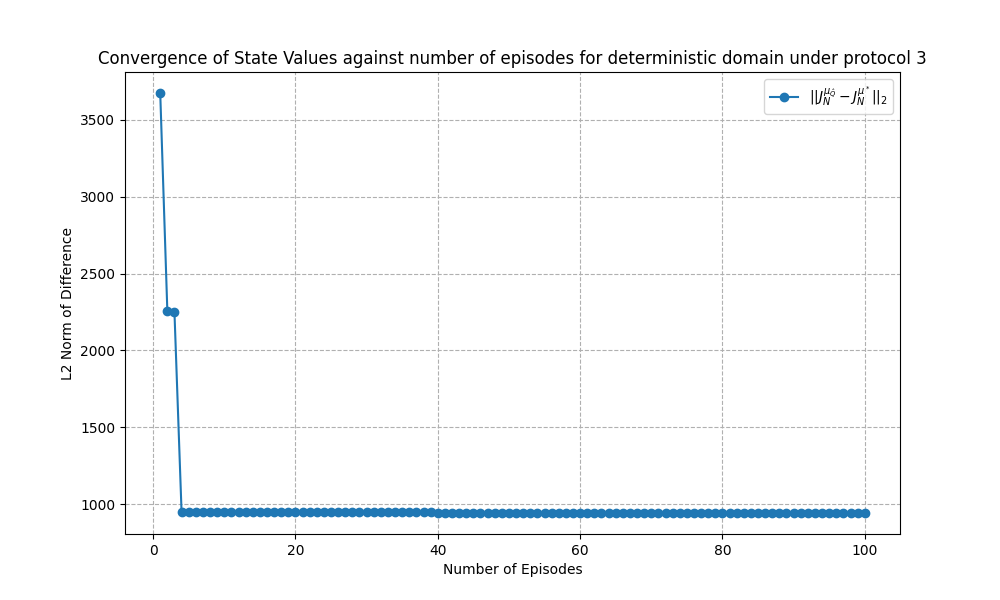 Convergence of State Values against number of episodes for deterministic domain under protocol 3
||J_N^{μ_Q̂} − J_N^{μ*}||_2
L2 Norm of Difference
3500
3000
2500
2000
1500
1000
0 20 40 60 80 100
Number of Episodes